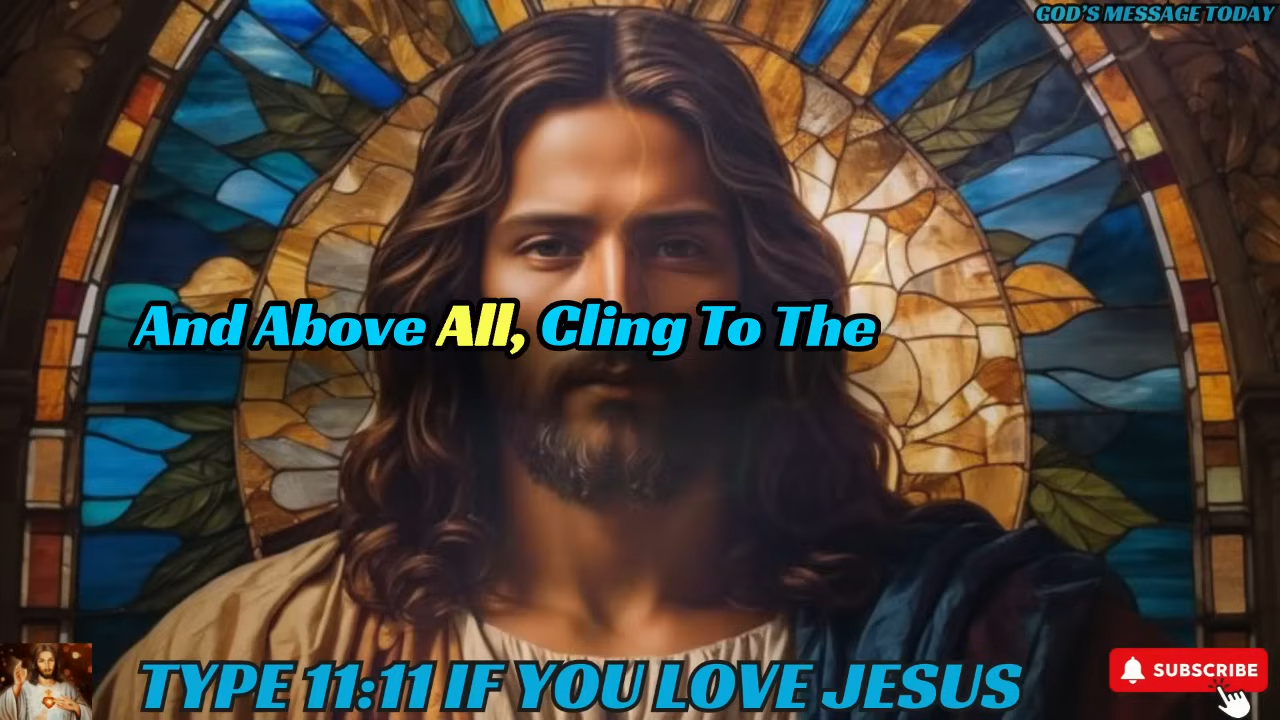 GOD'S MESSAGE TODAY
And Above All, Cling To The
TYPE 11:11 IF YOU LOVE JESUS
SUBSCRIBE